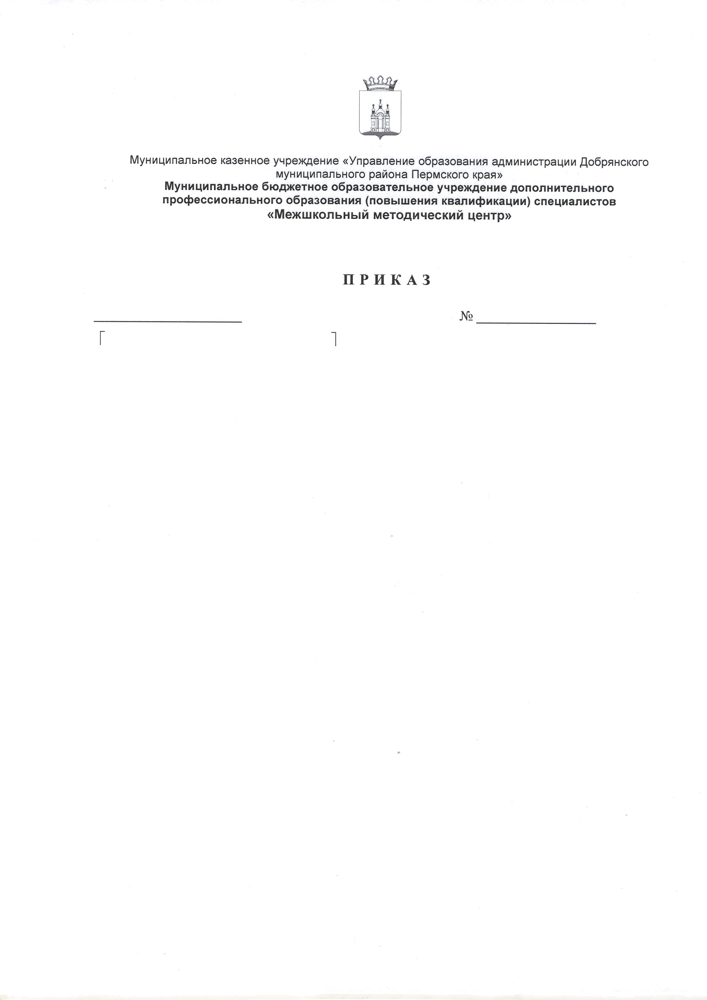 Муниципальное казенное учреждение «Управление образования администрации Добрянского
муниципального района Пермского края»
Муниципальное бюджетное образовательное учреждение дополнительного
профессионального образования (повышения квалификации) специалистов
«Межшкольный методический центр»
П Р И К А З
№